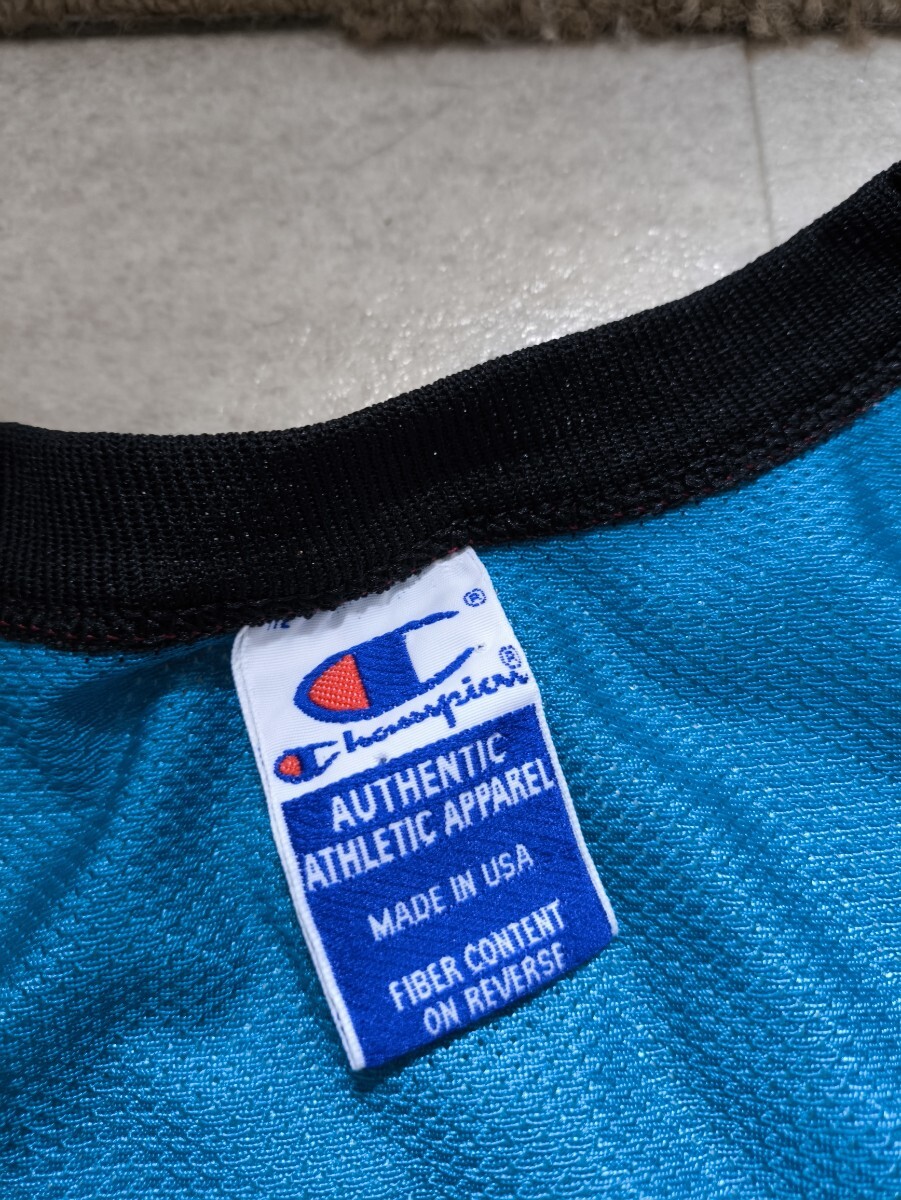 ®
Champion®
AUTHENTIC
ATHLETIC APPAREL
MADE IN USA
FIBER CONTENT
ON REVERSE